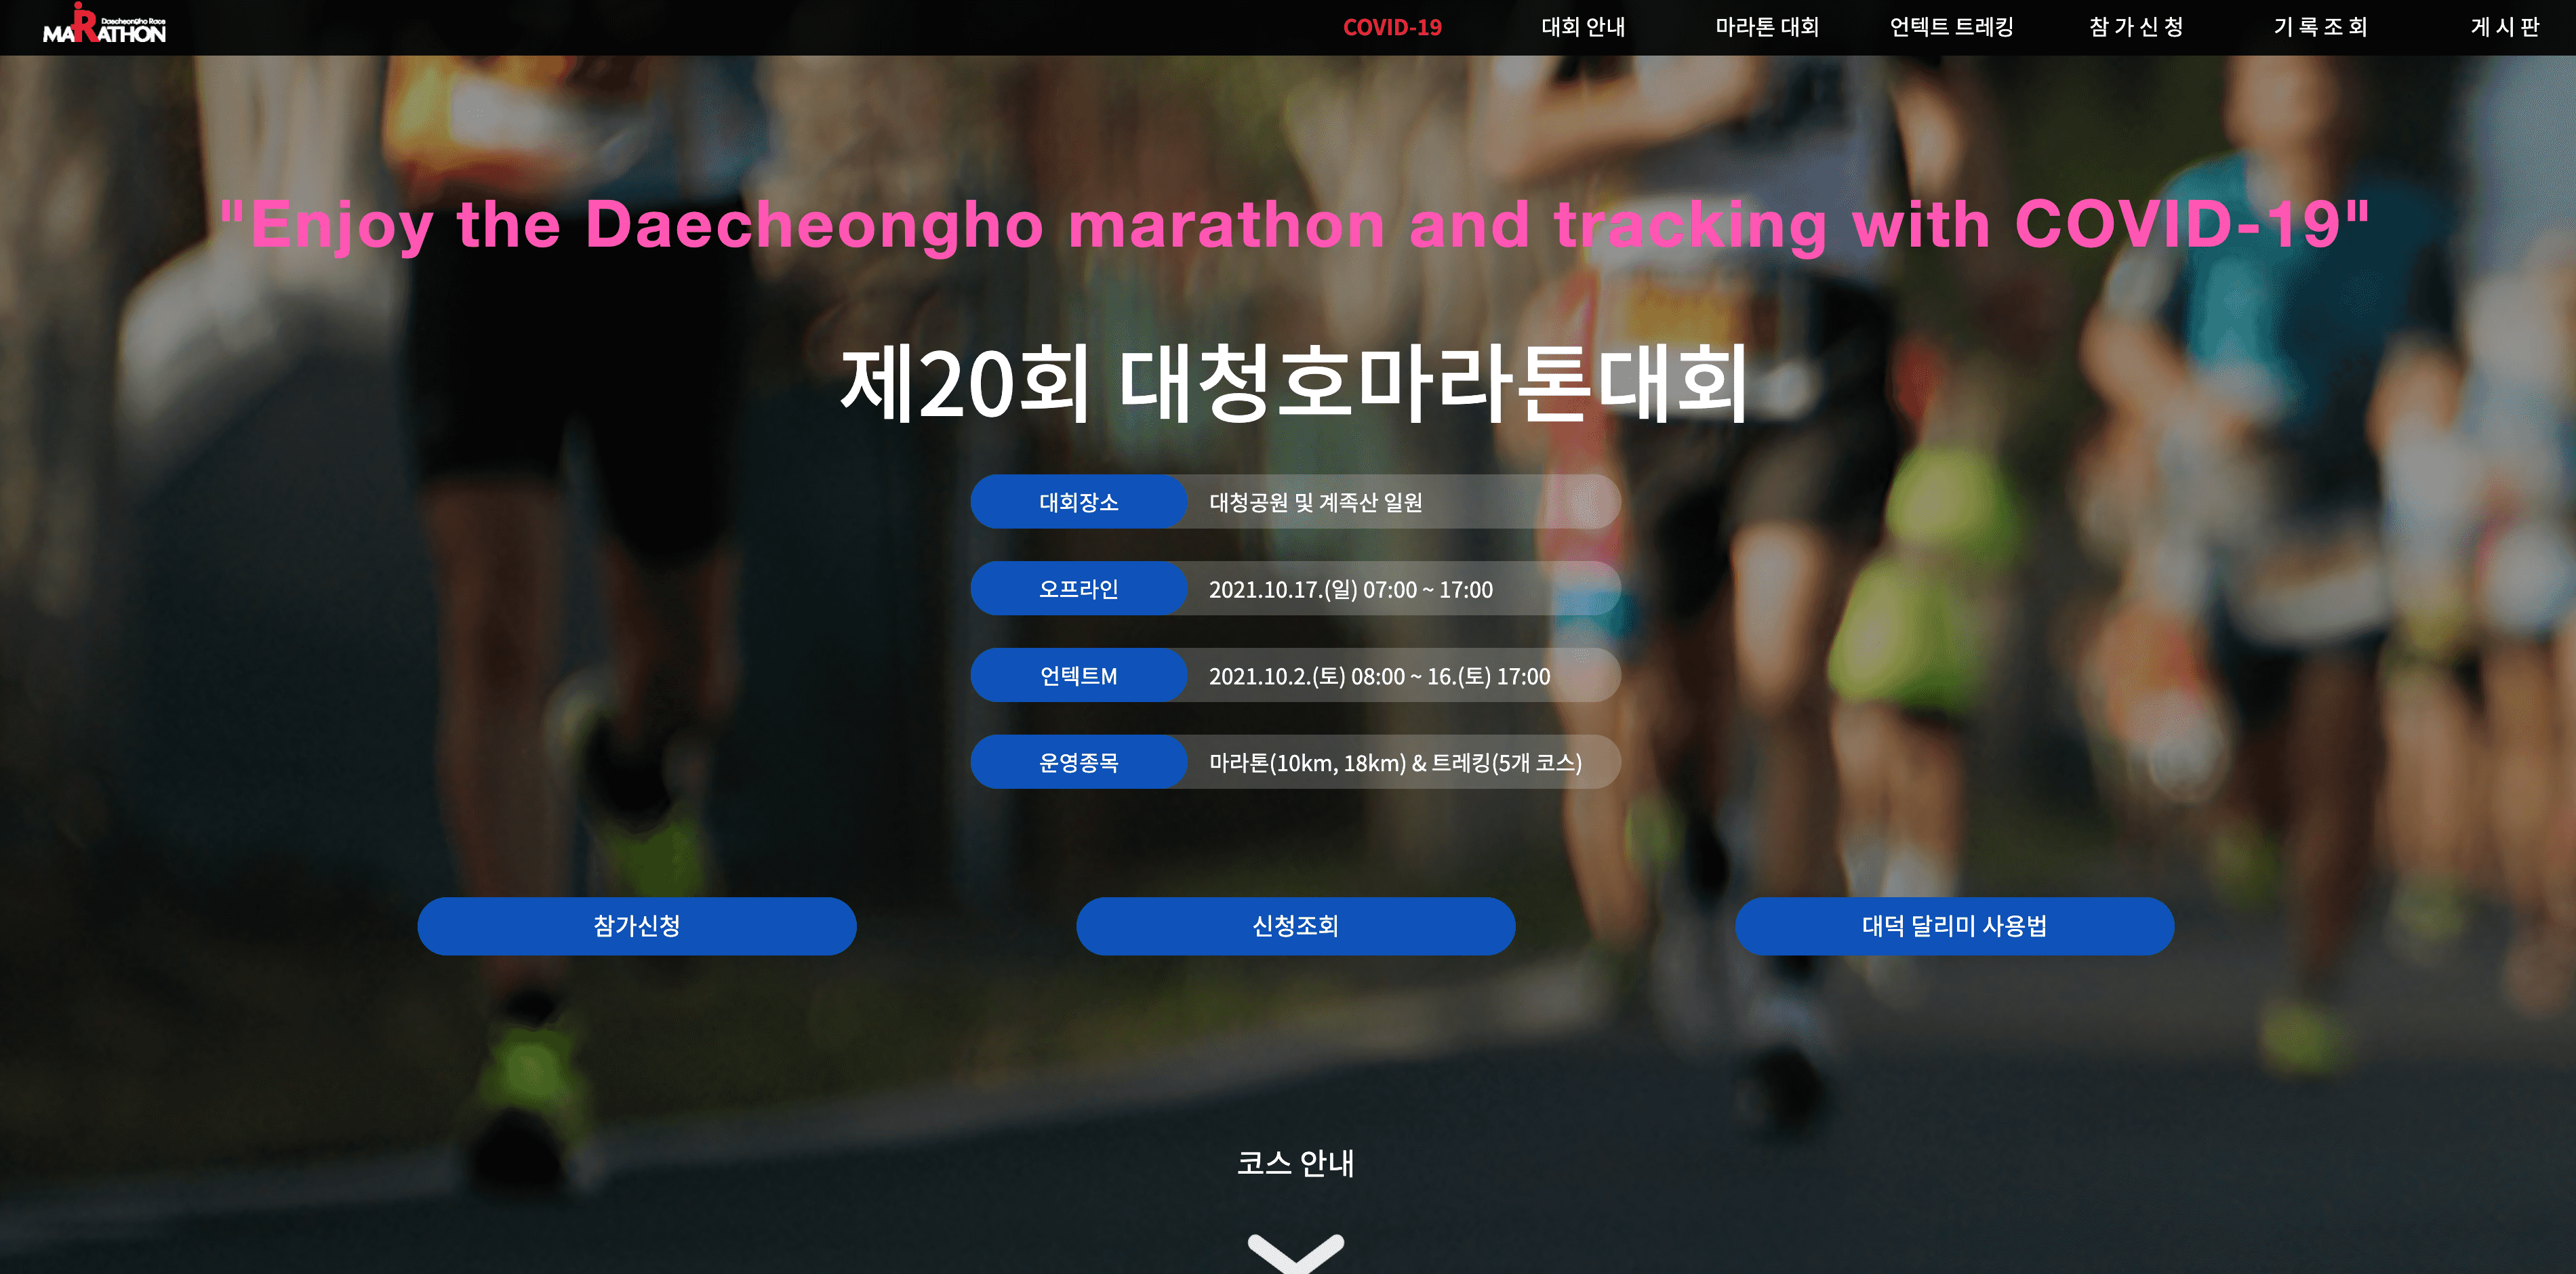 Daecheongho Race
MARATHON
COVID-19
대회 안내
마라톤 대회
언텍트 트레킹
참 가 신 청
기 록 조 회
게 시 판
"Enjoy the Daecheongho marathon and tracking with COVID-19"
제20회 대청호마라톤대회
대회장소 대청공원 및 계족산 일원
오프라인 2021.10.17.(일) 07:00 ~ 17:00
언텍트M 2021.10.2.(토) 08:00 ~ 16.(토) 17:00
운영종목 마라톤(10km, 18km) & 트레킹(5개 코스)
참가신청
신청조회
대덕 달리미 사용법
코스 안내